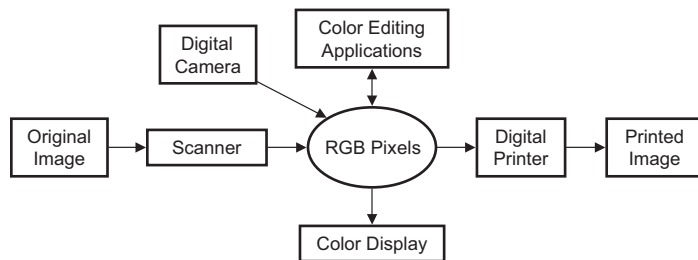 Color Editing
Applications
Digital
Camera
Original
Image
Scanner
RGB Pixels
Digital
Printer
Printed
Image
Color Display